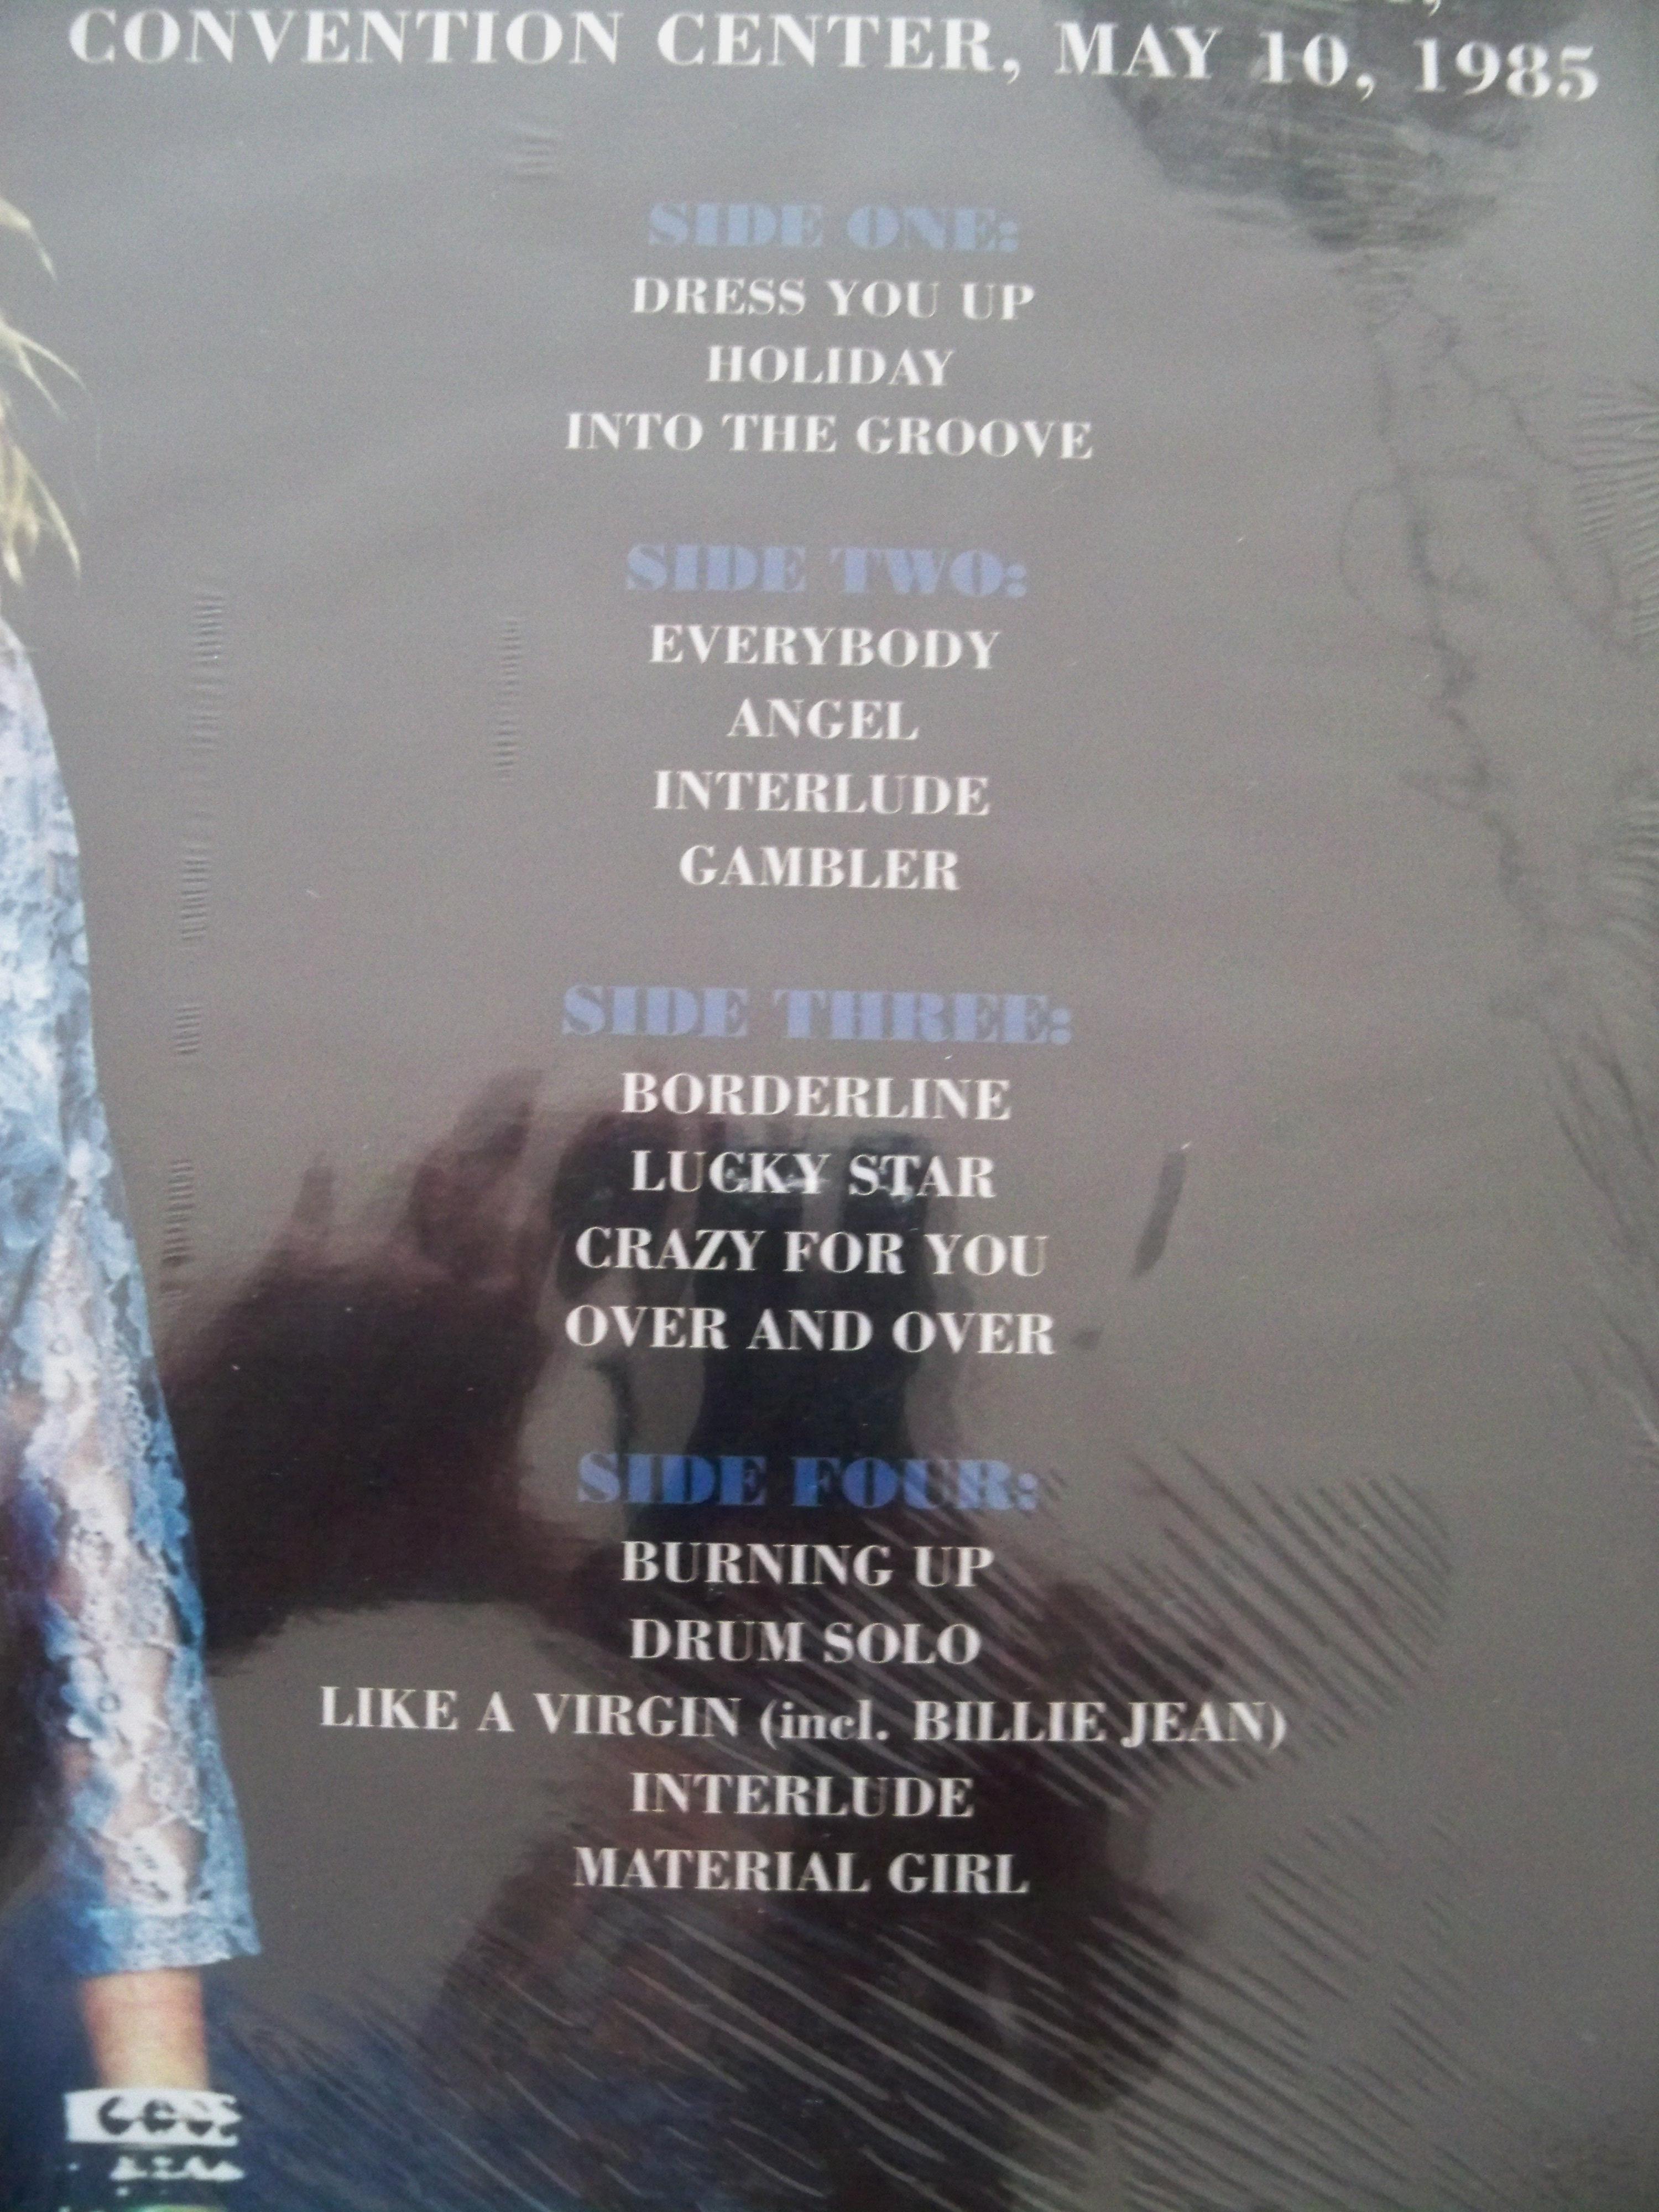 CONVENTION CENTER, MAY 10, 1985
SIDE ONE:
DRESS YOU UP
HOLIDAY
INTO THE GROOVE
SIDE TWO:
EVERYBODY
ANGEL
INTERLUDE
GAMBLER
SIDE THREE:
BORDERLINE
LUCKY STAR
CRAZY FOR YOU
OVER AND OVER
SIDE FOUR:
BURNING UP
DRUM SOLO
LIKE A VIRGIN (incl. BILLIE JEAN)
INTERLUDE
MATERIAL GIRL